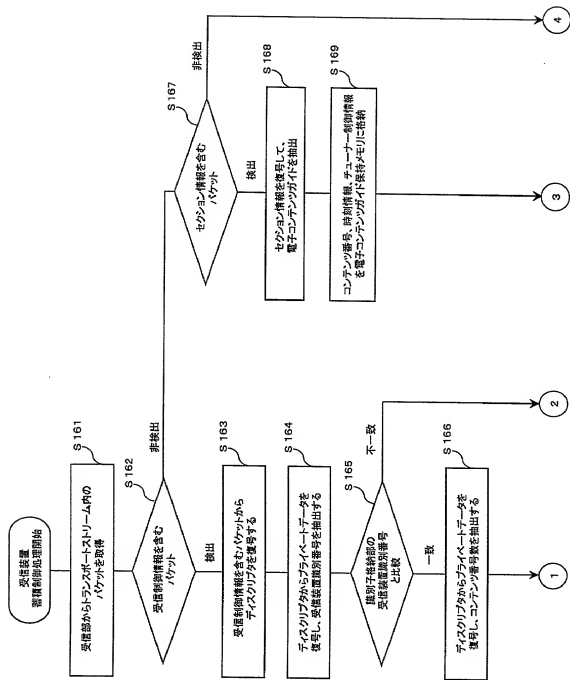 受信装置
蓄積制御処理開始
S 161
受信部からトランスポートストリーム内の
パケットを取得
S 162
受信制御情報を含む
パケット
非検出
検出
S 163
受信制御情報を含むパケットから
ディスクリプタを復号する
S 164
ディスクリプタからプライベートデータを
復号し、受信装置識別番号を抽出する
S 165
識別子格納部の
受信装置識別番号
と比較
不一致
一致
S 166
ディスクリプタからプライベートデータを
復号し、コンテンツ番号数を抽出する
1
2
S 167
セクション情報を含む
パケット
非検出
検出
S 168
セクション情報を復号して、
電子コンテンツガイドを抽出
S 169
コンテンツ番号、時刻情報、チューナー制御情報
を電子コンテンツガイド保持メモリに格納
3
4